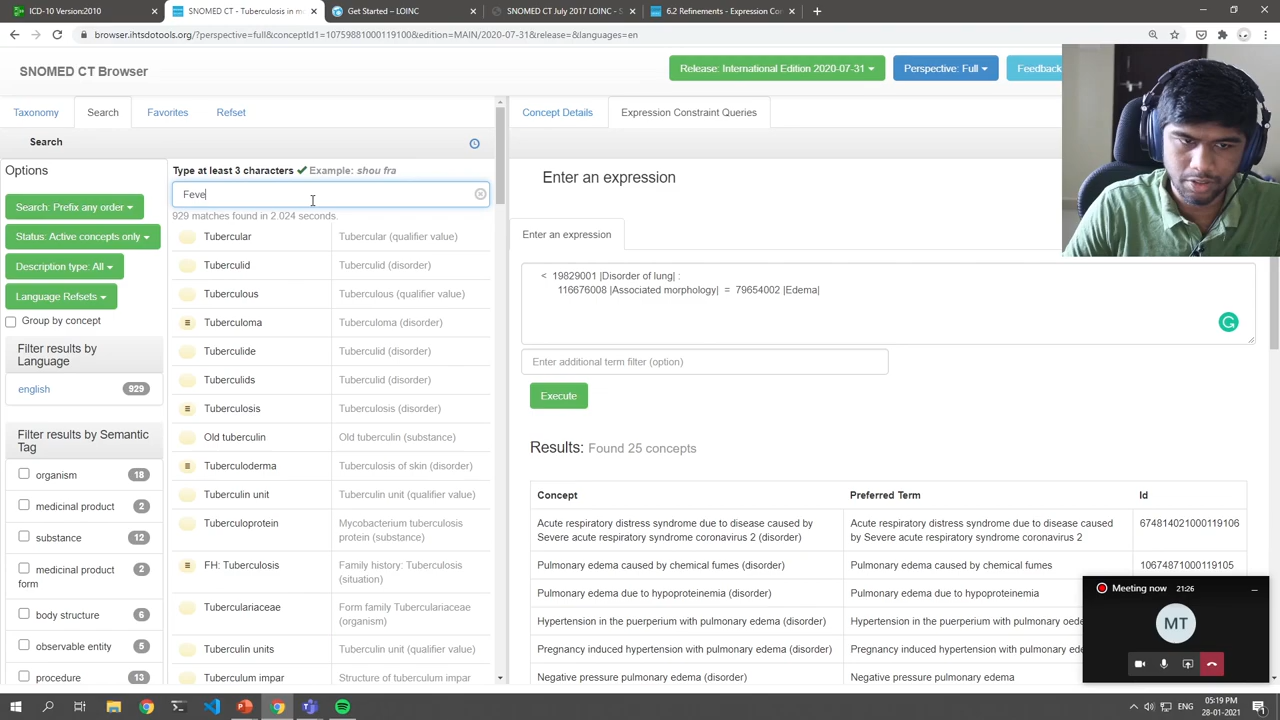 ICD-10 Version:2010
SNOMED CT - Tuberculosis in m
Get Started – LOINC
SNOMED CT July 2017 LOINC - S
6.2 Refinements - Expression Co
browser.ihtsdotools.org/?perspective=full&conceptId1=10759881000119100&edition=MAIN/2020-07-31&release=&languages=en
SNOMED CT Browser
Release: International Edition 2020-07-31
Perspective: Full
Feedback
Taxonomy
Search
Favorites
Refset
Concept Details
Expression Constraint Queries
Search
Options
Search: Prefix any order
Status: Active concepts only
Description type: All
Language Refsets
Group by concept
Filter results by
Language
english 929
Filter results by Semantic
Tag
organism 18
medicinal product 2
substance 12
medicinal product 2
form
body structure 6
observable entity 5
procedure 13
Type at least 3 characters Example: shou fra
Feve
929 matches found in 2.024 seconds.
Tubercular Tubercular (qualifier value)
Tuberculid Tuberculid (disorder)
Tuberculous Tuberculous (qualifier value)
Tuberculoma Tuberculoma (disorder)
Tuberculide Tuberculid (disorder)
Tuberculids Tuberculid (disorder)
Tuberculosis Tuberculosis (disorder)
Old tuberculin Old tuberculin (substance)
Tuberculoderma Tuberculosis of skin (disorder)
Tuberculin unit Tuberculin unit (qualifier value)
Tuberculoprotein Mycobacterium tuberculosis
protein (substance)
FH: Tuberculosis Family history: Tuberculosis
(situation)
Tuberculariaceae Form family Tuberculariaceae
(organism)
Tuberculin units Tuberculin unit (qualifier value)
Tuberculum impar Structure of tuberculum impar
Enter an expression
Enter an expression
< 19829001 |Disorder of lung| :
116676008 |Associated morphology| = 79654002 |Edema|
Enter additional term filter (option)
Execute
Results: Found 25 concepts
Concept Preferred Term Id
Acute respiratory distress syndrome due to disease caused by Acute respiratory distress syndrome due to disease caused 674814021000119106
Severe acute respiratory syndrome coronavirus 2 (disorder) by Severe acute respiratory syndrome coronavirus 2
Pulmonary edema caused by chemical fumes (disorder) Pulmonary edema caused by chemical fumes 10674871000119105
Pulmonary edema due to hypoproteinemia (disorder) Pulmonary edema due to hypoproteinemia
Hypertension in the puerperium with pulmonary edema (disorder) Hypertension in the puerperium with pulmonary oede
Pregnancy induced hypertension with pulmonary edema (disorder) Pregnancy induced hypertension with pulmonary ede
Negative pressure pulmonary edema (disorder) Negative pressure pulmonary edema
Meeting now 21:26
MT
ENG
05:19 PM
28-01-2021
1